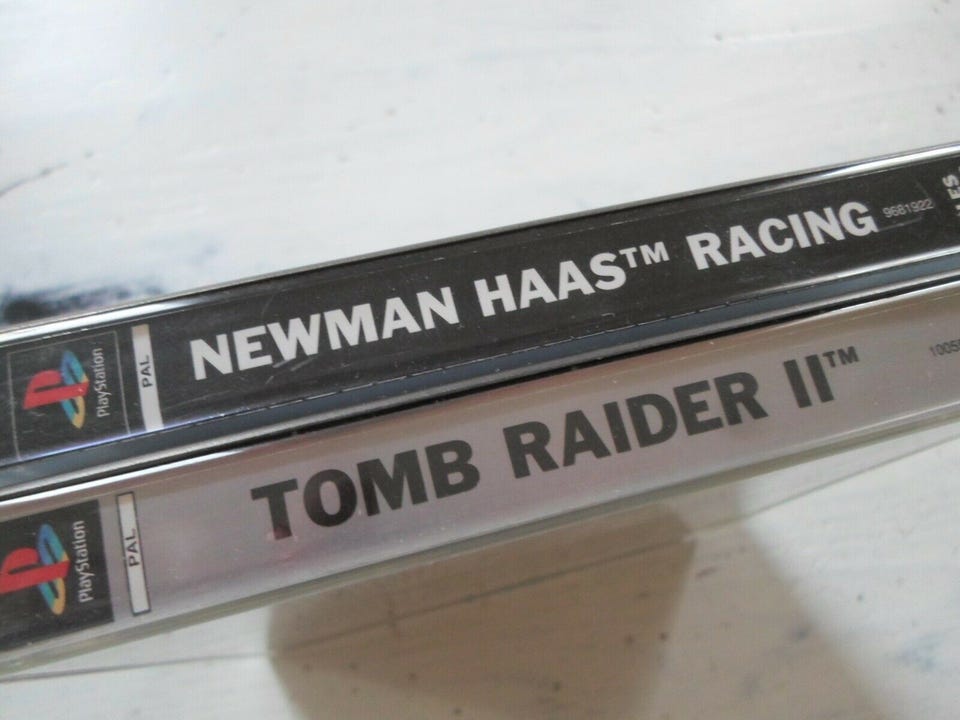 PlayStation
PAL
NEWMAN HAAS™ RACING
9681922
PlayStation
PAL
TOMB RAIDER II™